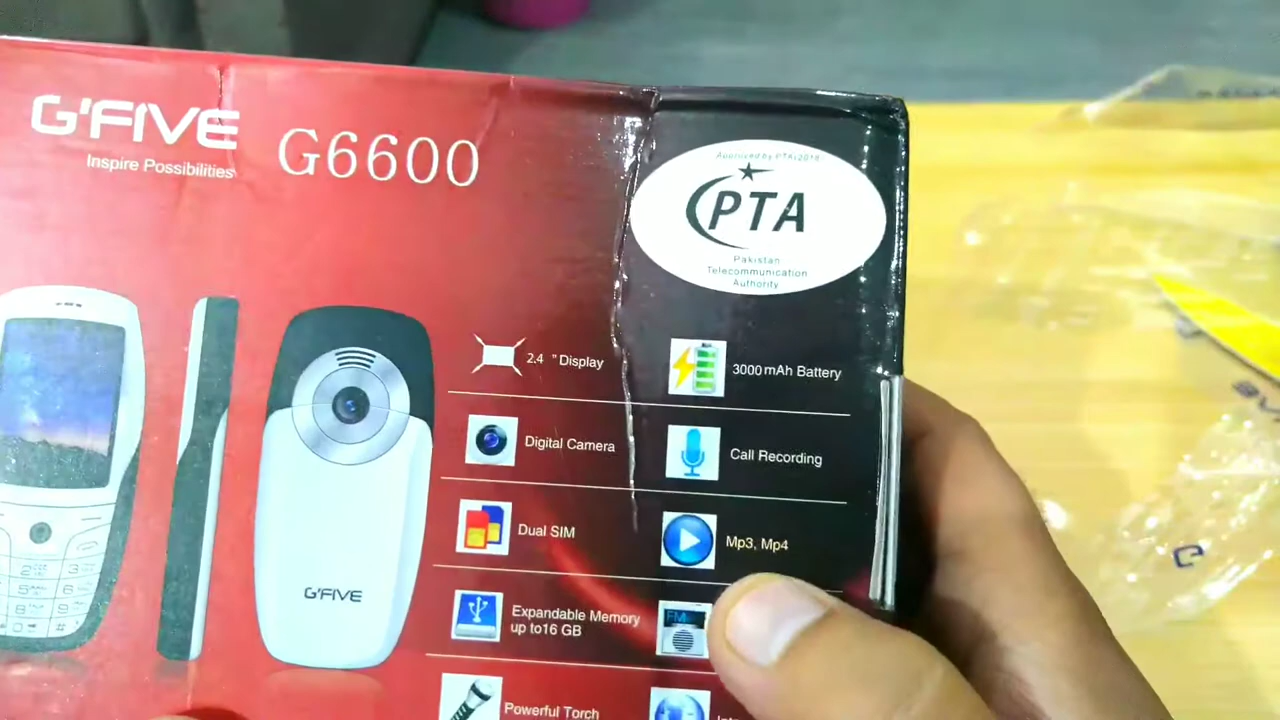 G'FIVE
Inspire Possibilities
G6600
Approved by PTA:2018
PTA
Pakistan
Telecommunication
Authority
2.4 " Display
3000 mAh Battery
Digital Camera
Call Recording
Dual SIM
Mp3, Mp4
Expandable Memory
up to16 GB
FM
Powerful Torch
G'FIVE